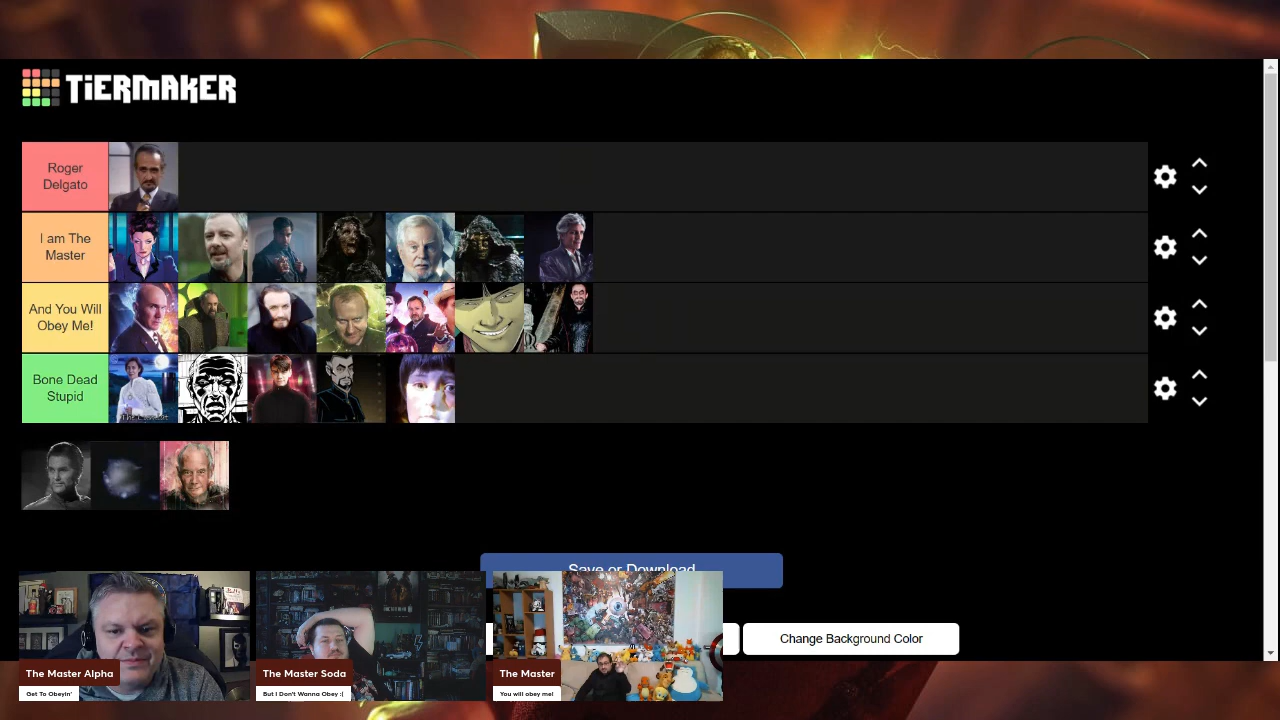 TiERMAKER
Roger
Delgato
I am The
Master
And You Will
Obey Me!
Bone Dead
Stupid
Save or Download
Change Background Color
The Master Alpha
Get To Obeyin'
The Master Soda
But I Don't Wanna Obey :(
The Master
You will obey me!